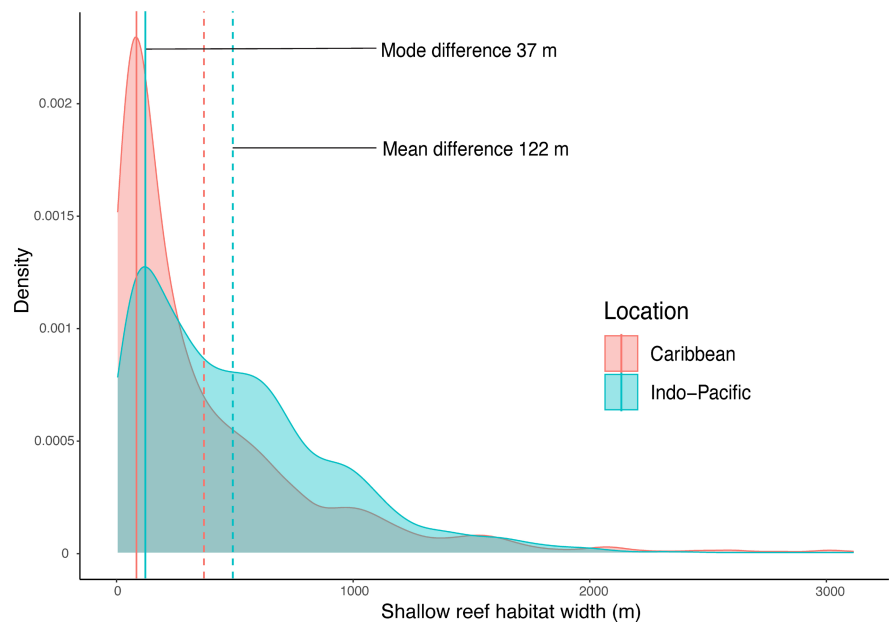 Mode difference 37 m
0.002
Mean difference 122 m
0.0015
Density
Location
0.001
Caribbean
Indo−Pacific
0.0005
0
0
1000
2000
3000
Shallow reef habitat width (m)